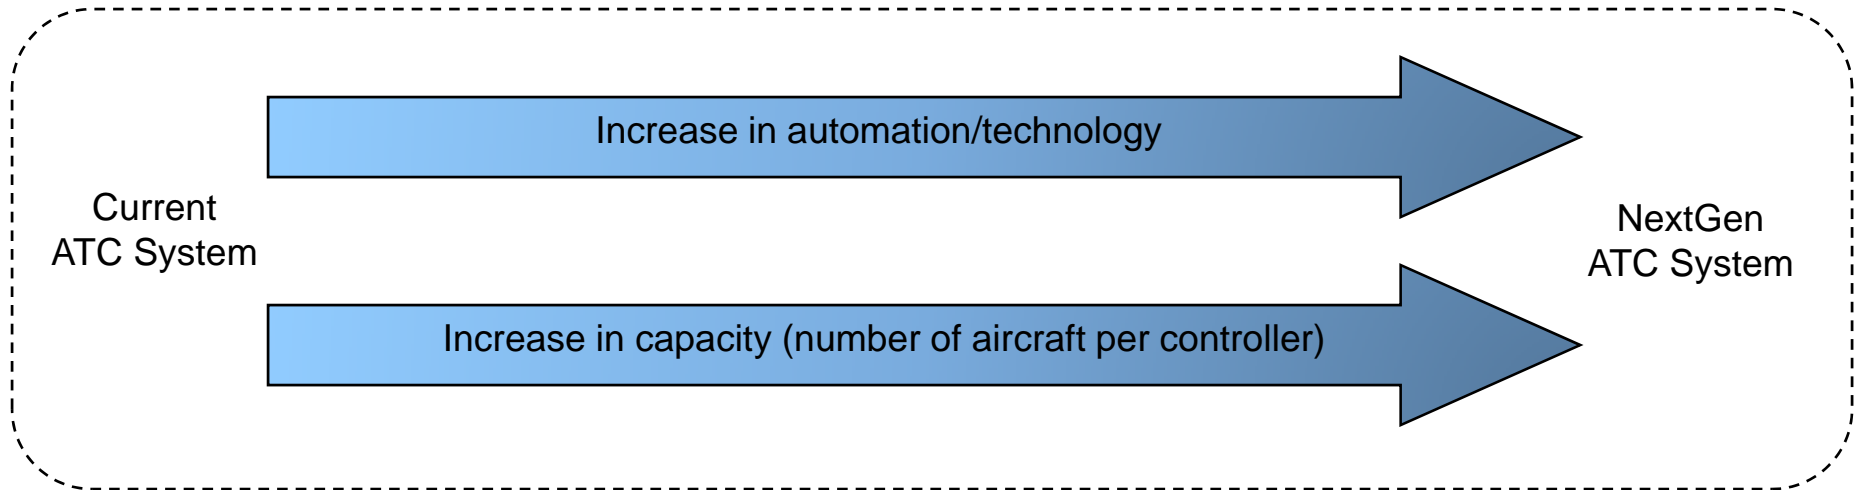 Increase in automation/technology
Current
ATC System
NextGen
ATC System
Increase in capacity (number of aircraft per controller)